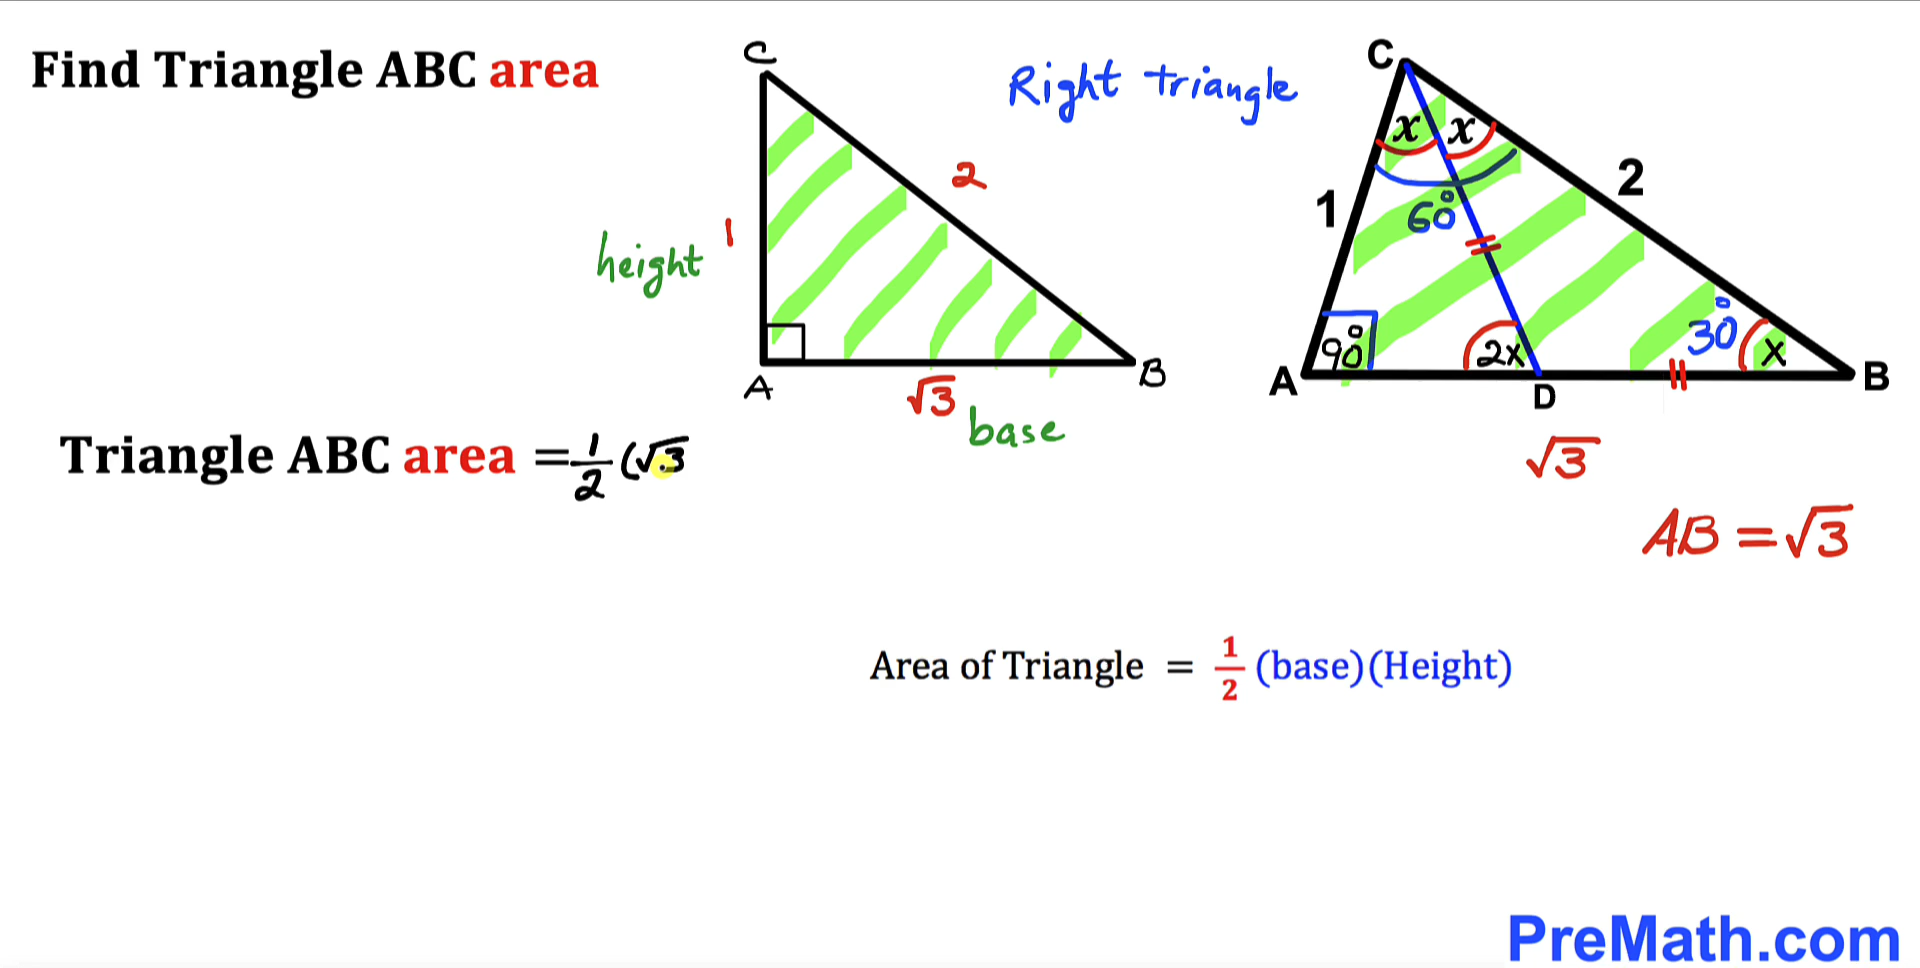 Find Triangle ABC area
C
Right triangle
C
x x
2
2
1
60°
1
height
30°
90°
2x
x
A
B
A
D
B
√3
base
√3
Triangle ABC area = 1/2 (√3
AB = √3
Area of Triangle = 1/2 (base)(Height)
PreMath.com